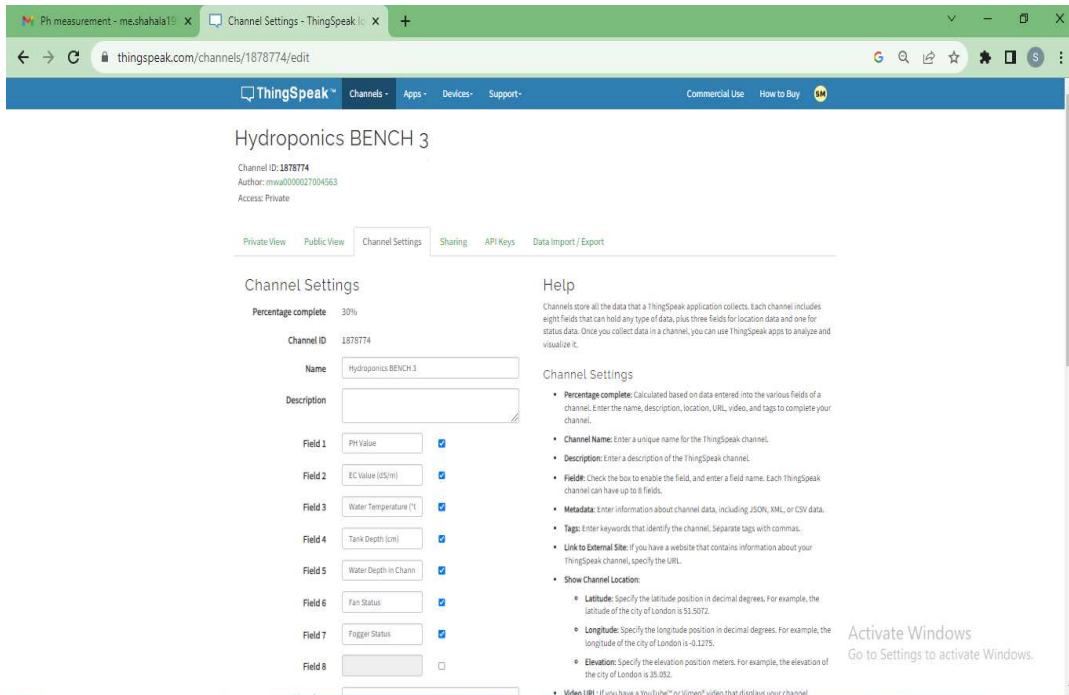 Ph measurement - me.shahala19
Channel Settings - ThingSpeak Io
thingspeak.com/channels/1878774/edit
G
S
ThingSpeak™ Channels Apps Devices Support Commercial Use How to Buy SM
Hydroponics BENCH 3
Channel ID: 1878774
Author: mwa0000027004563
Access: Private
Private View Public View Channel Settings Sharing API Keys Data Import / Export
Channel Settings
Percentage complete 30%
Channel ID 1878774
Name Hydroponics BENCH 3
Description
Field 1 PH Value
Field 2 EC Value (dS/m)
Field 3 Water Temperature (°C
Field 4 Tank Depth (cm)
Field 5 Water Depth in Chann
Field 6 Fan Status
Field 7 Fogger Status
Field 8
Help
Channels store all the data that a ThingSpeak application collects. Each channel includes
eight fields that can hold any type of data, plus three fields for location data and one for
status data. Once you collect data in a channel, you can use ThingSpeak apps to analyze and
visualize it.
Channel Settings
• Percentage complete: Calculated based on data entered into the various fields of a
channel. Enter the name, description, location, URL, video, and tags to complete your
channel.
• Channel Name: Enter a unique name for the ThingSpeak channel.
• Description: Enter a description of the ThingSpeak channel.
• Field#: Check the box to enable the field, and enter a field name. Each ThingSpeak
channel can have up to 8 fields.
• Metadata: Enter information about channel data, including JSON, XML, or CSV data.
• Tags: Enter keywords that identify the channel. Separate tags with commas.
• Link to External Site: If you have a website that contains information about your
ThingSpeak channel, specify the URL.
• Show Channel Location:
Latitude: Specify the latitude position in decimal degrees. For example, the
latitude of the city of London is 51.5072.
Longitude: Specify the longitude position in decimal degrees. For example, the
longitude of the city of London is -0.1275.
Elevation: Specify the elevation position meters. For example, the elevation of
the city of London is 35.052.
• Video URL: If you have a YouTube™ or Vimeo® video that displays your channel
Activate Windows
Go to Settings to activate Windows.